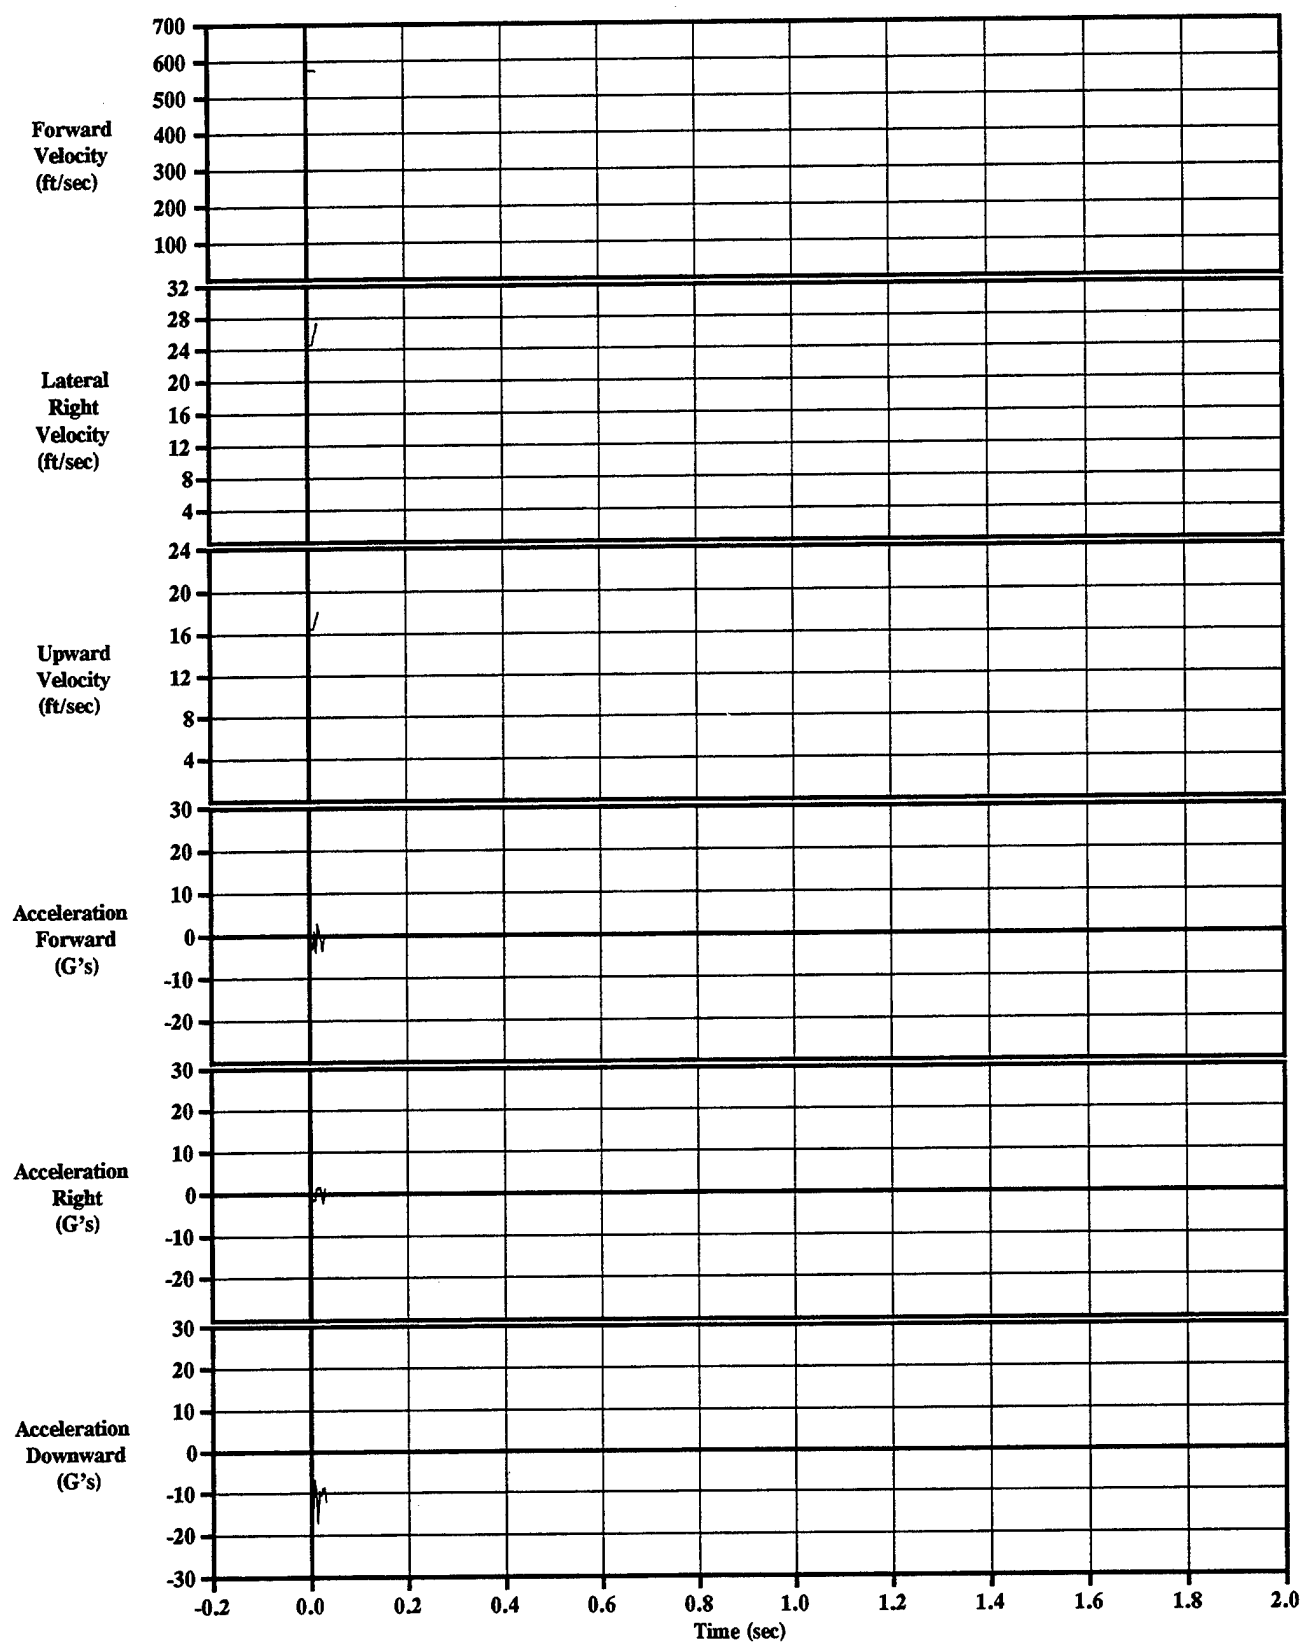 700
600
500
400
300
200
100
Forward
Velocity
(ft/sec)
32
28
24
20
16
12
8
4
Lateral
Right
Velocity
(ft/sec)
24
20
16
12
8
4
Upward
Velocity
(ft/sec)
30
20
10
0
-10
-20
Acceleration
Forward
(G's)
30
20
10
0
-10
-20
Acceleration
Right
(G's)
30
20
10
0
-10
-20
-30
Acceleration
Downward
(G's)
-0.2 0.0 0.2 0.4 0.6 0.8 1.0 1.2 1.4 1.6 1.8 2.0
Time (sec)